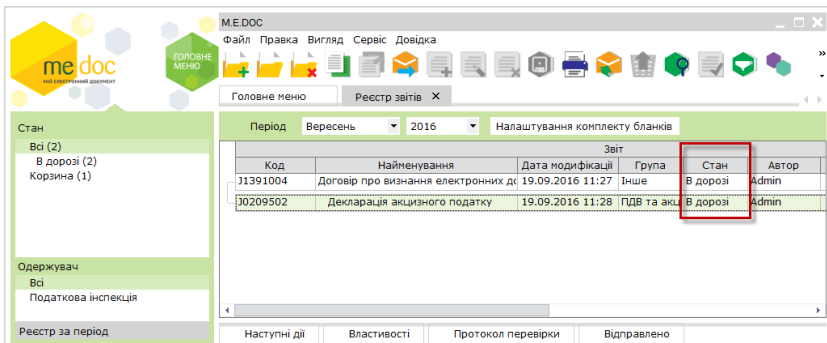 M.E.DOC
Файл Правка Вигляд Сервіс Довідка
me doc
МІЙ ЕЛЕКТРОННИЙ ДОКУМЕНТ
ГОЛОВНЕ
МЕНЮ
Головне меню Реєстр звітів X
Стан
Всі (2)
В дорозі (2)
Корзина (1)
Одержувач
Всі
Податкова інспекція
Реєстр за період
Період Вересень 2016 Налаштування комплекту бланків
Звіт
Код Найменування Дата модифікації Група Стан Автор
J1391004 Договір про визнання електронних до 19.09.2016 11:27 Інше В дорозі Admin
J0209502 Декларація акцизного податку 19.09.2016 11:28 ПДВ та акц В дорозі Admin
Наступні дії Властивості Протокол перевірки Відправлено